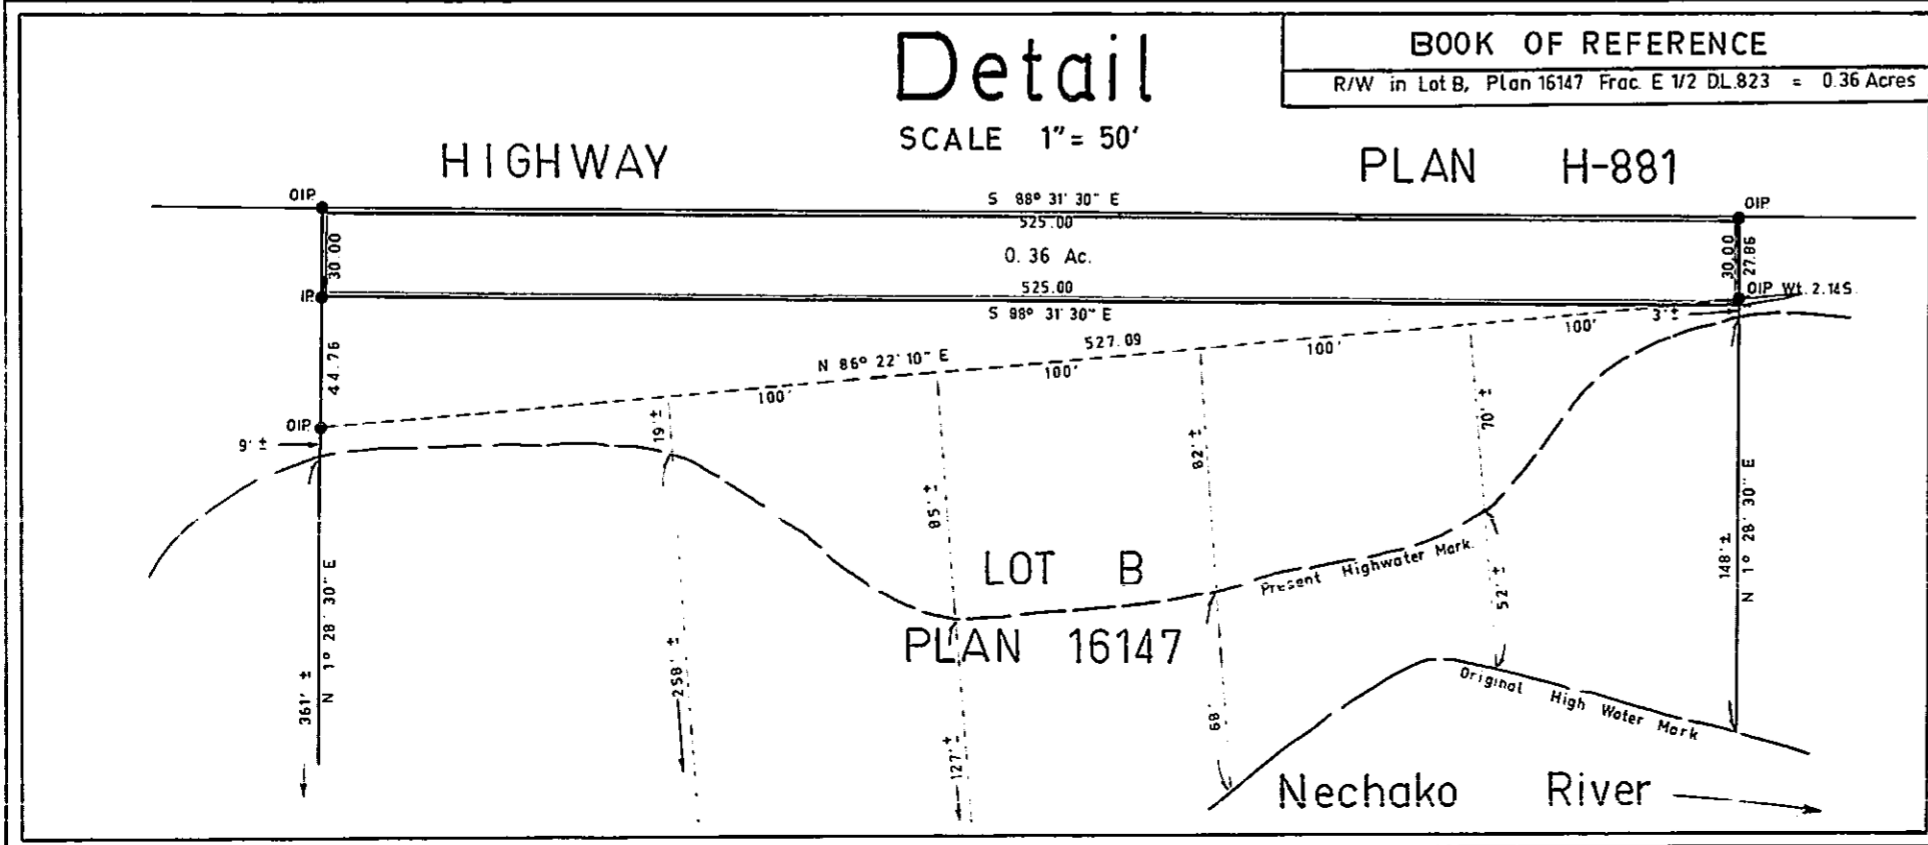 Detail
SCALE 1"= 50'
BOOK OF REFERENCE
R/W in Lot B, Plan 16147 Frac. E 1/2 D.L.823 = 0.36 Acres
HIGHWAY
PLAN H-881
OIP.
S 88° 31' 30" E
525.00
OIP.
30.00
0.36 Ac.
30.00
27.86
IP.
525.00
OIP. Wt. 2.14 S.
S 98° 31' 30" E
3'±
44.76
N 86° 22' 10" E
527.09
100'
100'
100'
100'
OIP.
9'±
19'±
85'±
82'±
70'±
LOT B
PLAN 16147
Present Highwater Mark.
52'±
148'±
N 1° 28' 30" E
361' ±
N 1° 28' 30" E
258' ±
127'±
68'
Original High Water Mark
Nechako River